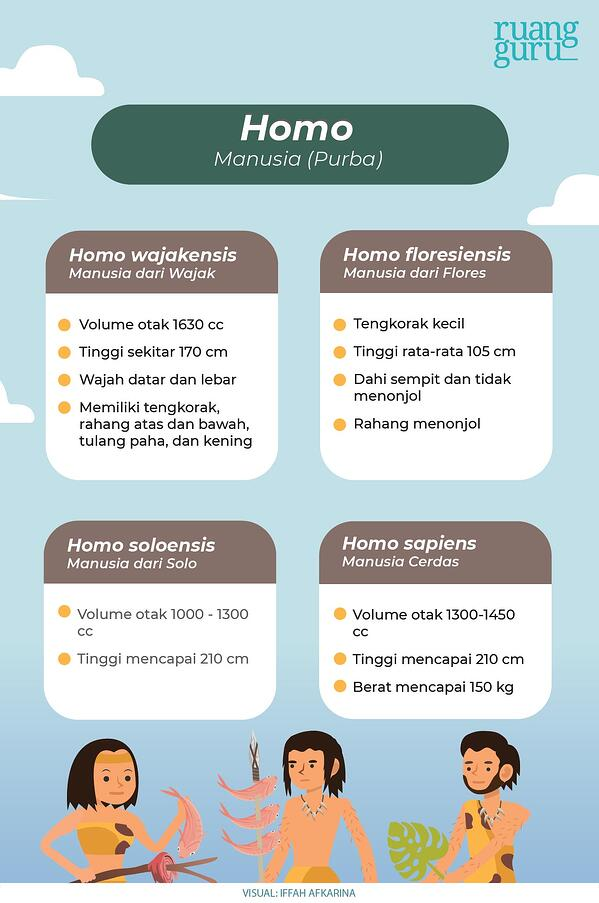 ruang
guru
Homo
Manusia (Purba)
Homo wajakensis
Manusia dari Wajak
Volume otak 1630 cc
Tinggi sekitar 170 cm
Wajah datar dan lebar
Memiliki tengkorak,
rahang atas dan bawah,
tulang paha, dan kening
Homo floresiensis
Manusia dari Flores
Tengkorak kecil
Tinggi rata-rata 105 cm
Dahi sempit dan tidak
menonjol
Rahang menonjol
Homo soloensis
Manusia dari Solo
Volume otak 1000 - 1300
cc
Tinggi mencapai 210 cm
Homo sapiens
Manusia Cerdas
Volume otak 1300-1450
cc
Tinggi mencapai 210 cm
Berat mencapai 150 kg
VISUAL: IFFAH AFKARINA